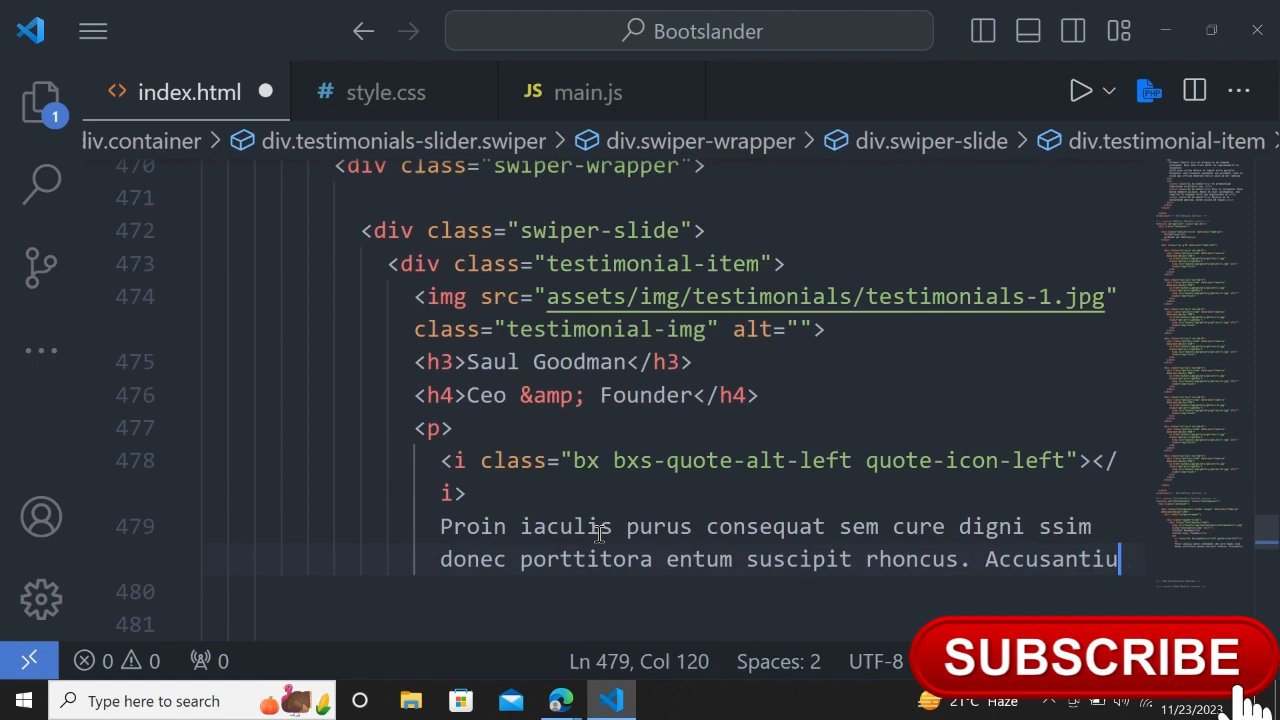 Bootslander
index.html
# style.css
JS main.js
PHP
1
div.container > div.testimonials-slider.swiper > div.swiper-wrapper > div.swiper-slide > div.testimonial-item >
470 <div class="swiper-wrapper">
471
472 <div class="swiper-slide">
473 <div class="testimonal-item">
474 <img src="assets/img/testimonials/testimonials-1.jpg"
class="testimonial-img" alt="">
475 <h3>Saul Goodman</h3>
476 <h4>Ceo &amp; Founder</h4>
477 <p>
478 <i class="bx bxs-quote-alt-left quote-icon-left"></
i>
479 Proin iaculis purus consequat sem cure digni ssim
donec porttitora entum suscipit rhoncus. Accusantiu
480
481
0 0 0 Ln 479, Col 120 Spaces: 2 UTF-8
SUBSCRIBE
Type here to search
21°C Haze
11/23/2023